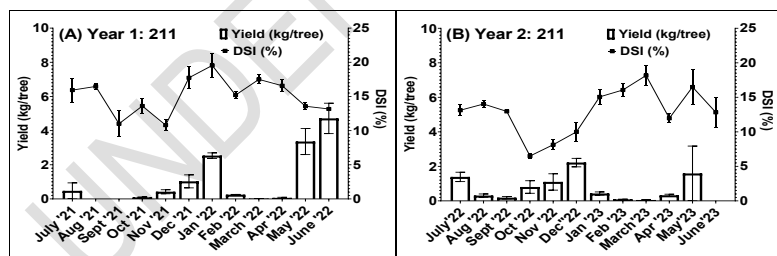 (A) Year 1: 211
Yield (kg/tree)
DSI (%)
Yield (kg/tree)
10
8
6
4
2
0
DSI (%)
25
20
15
10
5
0
July '21
Aug '21
Sept '21
Oct '21
Nov '21
Dec '21
Jan '22
Feb '22
March '22
Apr '22
May '22
June '22
(B) Year 2: 211
Yield (kg/tree)
DSI (%)
Yield (kg/tree)
10
8
6
4
2
0
DSI (%)
25
20
15
10
5
0
July'22
Aug '22
Sept '22
Oct '22
Nov '22
Dec '22
Jan '23
Feb '23
March '23
Apr '23
May'23
June'23
UNDE